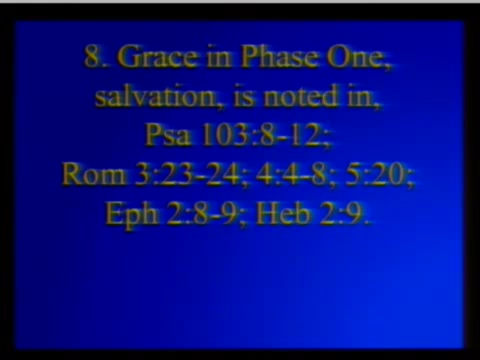 8. Grace in Phase One,
salvation, is noted in,
Psa 103:8-12;
Rom 3:23-24; 4:4-8; 5:20;
Eph 2:8-9; Heb 2:9.